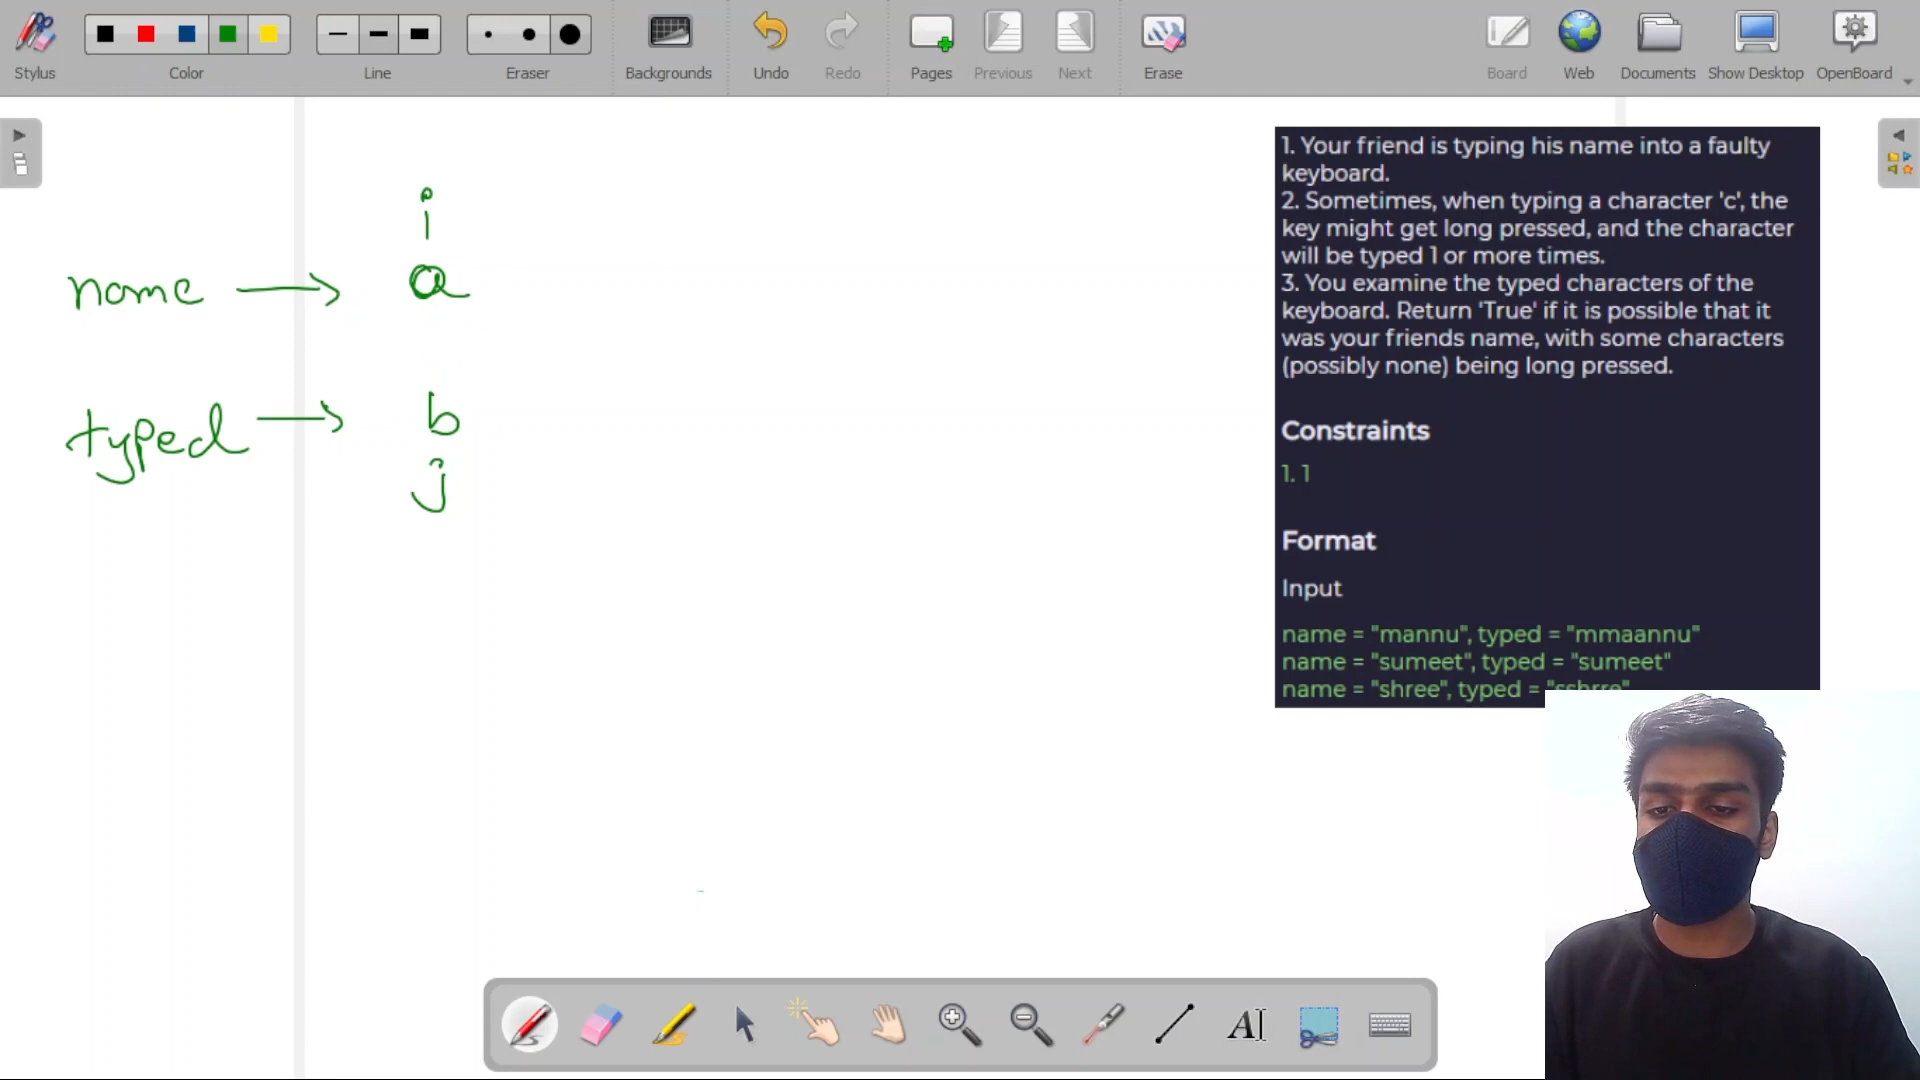 Stylus
Color
Line
Eraser
Backgrounds
Undo
Redo
Pages
Previous
Next
Erase
Board
Web
Documents
Show Desktop
OpenBoard
i
name → a
typed → b
j
1. Your friend is typing his name into a faulty
keyboard.
2. Sometimes, when typing a character 'c', the
key might get long pressed, and the character
will be typed 1 or more times.
3. You examine the typed characters of the
keyboard. Return 'True' if it is possible that it
was your friends name, with some characters
(possibly none) being long pressed.
Constraints
1. 1
Format
Input
name = "mannu", typed = "mmaannu"
name = "sumeet", typed = "sumeet"
name = "shree", typed = "sshrre"
A